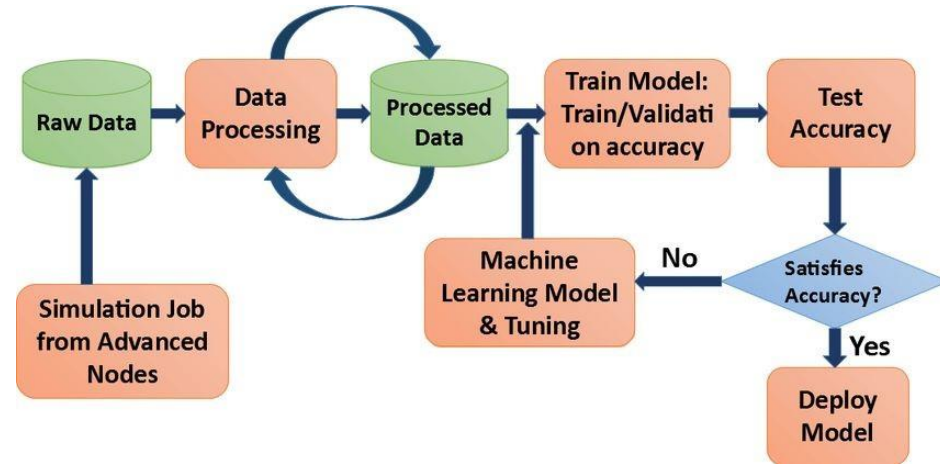 Raw Data
Data
Processing
Processed
Data
Train Model:
Train/Validati
on accuracy
Test
Accuracy
Simulation Job
from Advanced
Nodes
Machine
Learning Model
& Tuning
No
Satisfies
Accuracy?
Yes
Deploy
Model